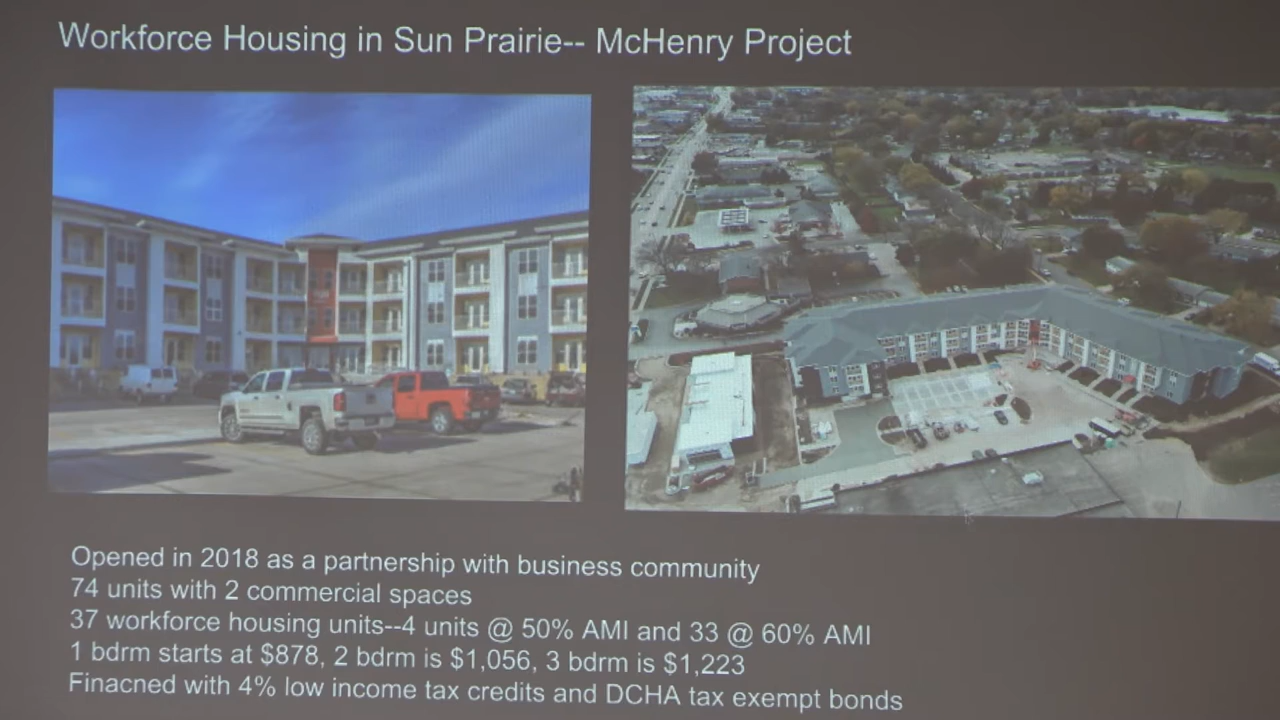 Workforce Housing in Sun Prairie-- McHenry Project
Opened in 2018 as a partnership with business community
74 units with 2 commercial spaces
37 workforce housing units--4 units @ 50% AMI and 33 @ 60% AMI
1 bdrm starts at $878, 2 bdrm is $1,056, 3 bdrm is $1,223
Finacned with 4% low income tax credits and DCHA tax exempt bonds